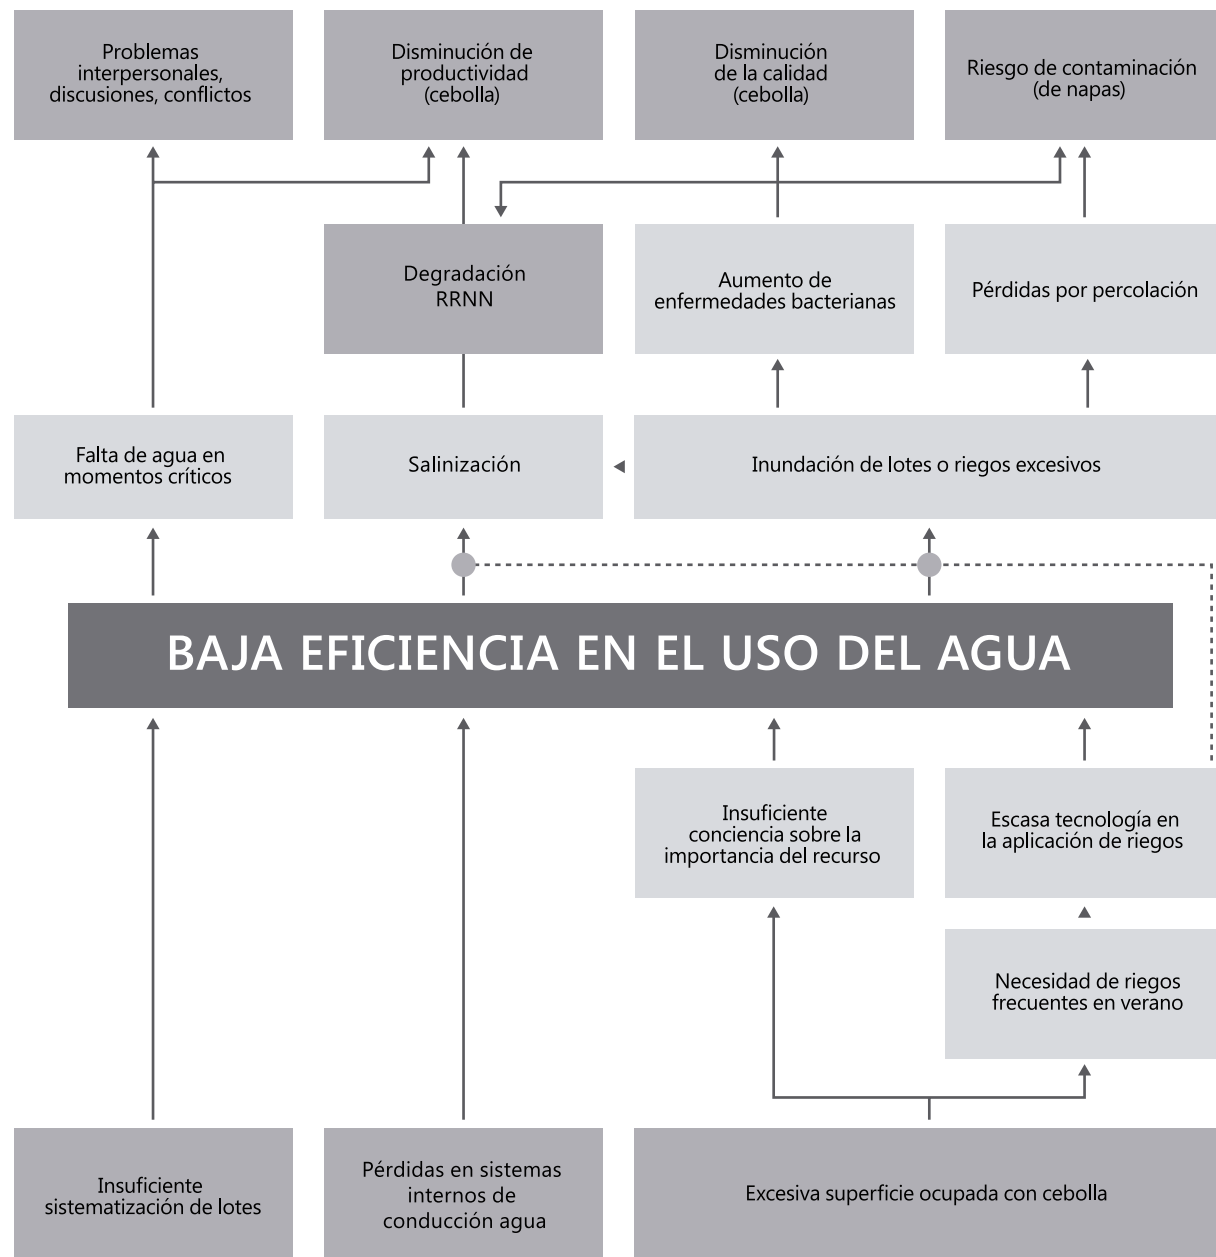 Problemas
interpersonales,
discusiones, conflictos
Disminución de
productividad
(cebolla)
Disminución
de la calidad
(cebolla)
Riesgo de contaminación
(de napas)
Degradación
RRNN
Aumento de
enfermedades bacterianas
Pérdidas por percolación
Falta de agua en
momentos críticos
Salinización
Inundación de lotes o riegos excesivos
BAJA EFICIENCIA EN EL USO DEL AGUA
Insuficiente
conciencia sobre la
importancia del recurso
Escasa tecnología en
la aplicación de riegos
Necesidad de riegos
frecuentes en verano
Insuficiente
sistematización de lotes
Pérdidas en sistemas
internos de
conducción agua
Excesiva superficie ocupada con cebolla